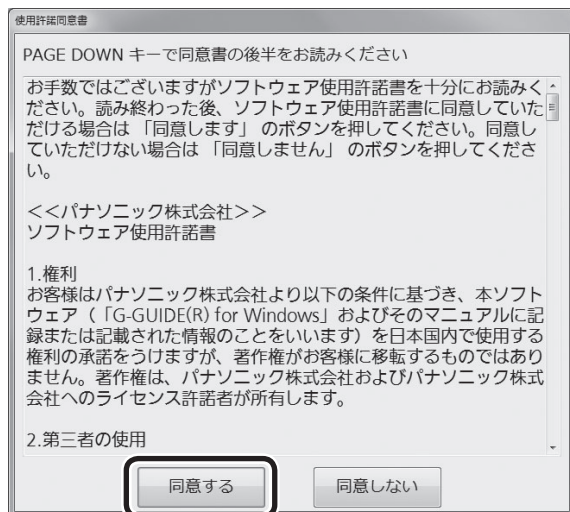 使用許諾同意書
PAGE DOWN キーで同意書の後半をお読みください
お手数ではございますがソフトウェア使用許諾書を十分にお読みく
ださい。読み終わった後、ソフトウェア使用許諾書に同意していた
だける場合は 「同意します」 のボタンを押してください。同意し
ていただけない場合は 「同意しません」 のボタンを押してくださ
い。
<<パナソニック株式会社>>
ソフトウェア使用許諾書
1.権利
お客様はパナソニック株式会社より以下の条件に基づき、本ソフト
ウェア（「G-GUIDE(R) for Windows」およびそのマニュアルに記
録または記載された情報のことをいいます）を日本国内で使用する
権利の承諾をうけますが、著作権がお客様に移転するものではあり
ません。著作権は、パナソニック株式会社およびパナソニック株式
会社へのライセンス許諾者が所有します。
2.第三者の使用
同意する
同意しない